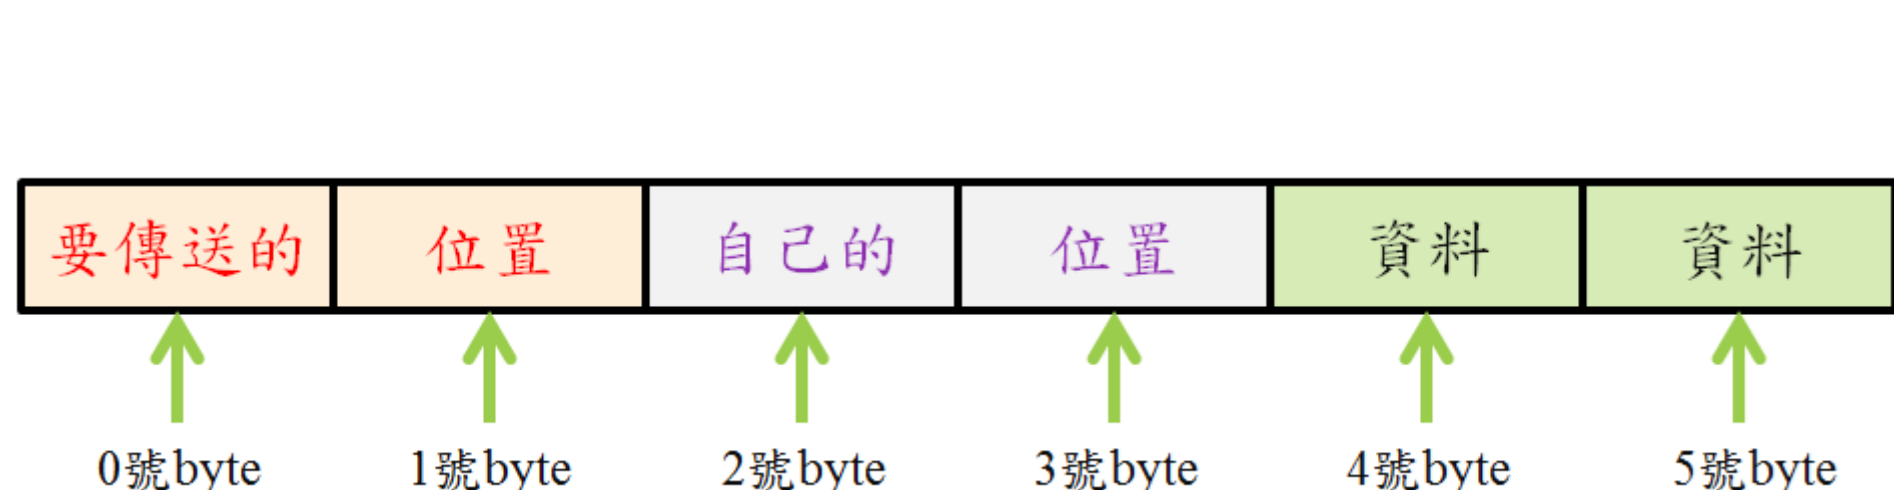 要傳送的 位置 自己的 位置 資料 資料
0號byte 1號byte 2號byte 3號byte 4號byte 5號byte